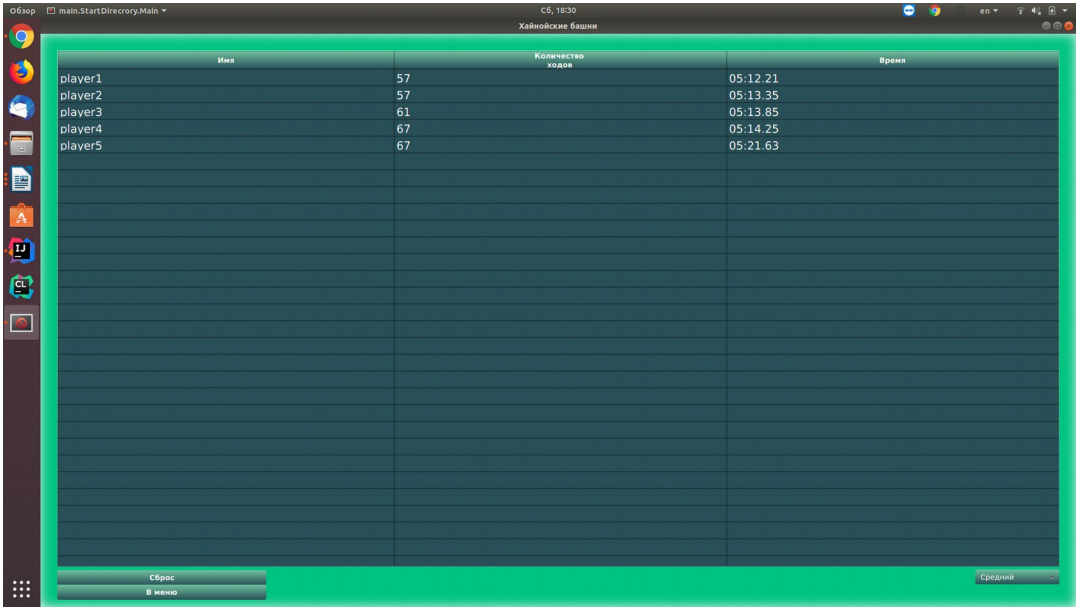 Обзор main.StartDirecrory.Main Сб, 18:30 en
Хайнойские башни
Имя Количество ходов Время
player1 57 05:12.21
player2 57 05:13.35
player3 61 05:13.85
player4 67 05:14.25
player5 67 05:21.63
IJ
CL
Сброс Средний
В меню